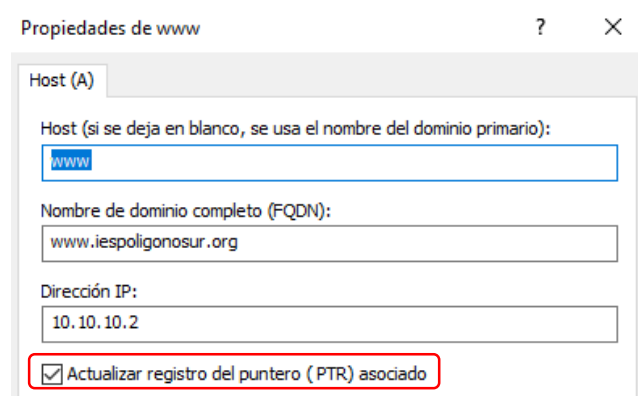 Propiedades de www ? ×
Host (A)
Host (si se deja en blanco, se usa el nombre del dominio primario):
www
Nombre de dominio completo (FQDN):
www.iespoligonosur.org
Dirección IP:
10.10.10.2
Actualizar registro del puntero (PTR) asociado